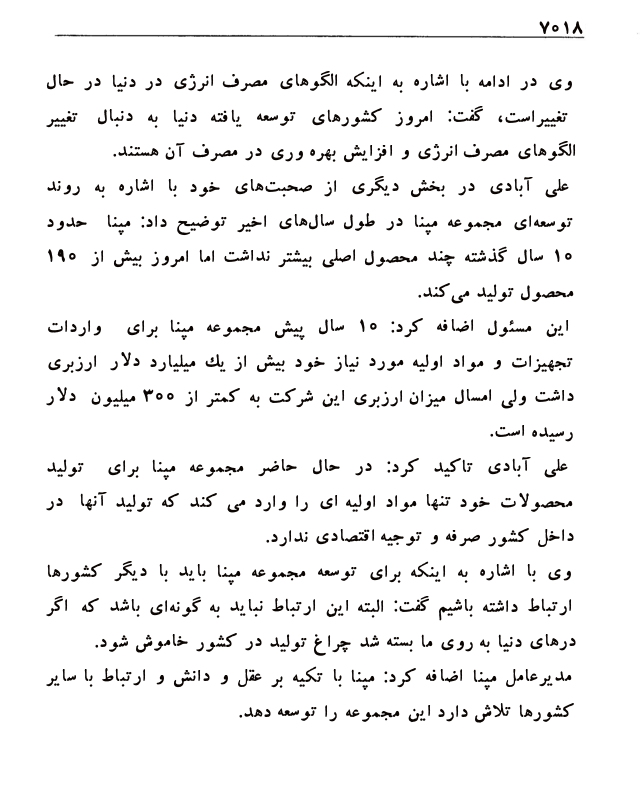 ۷۰۱۸
وی در ادامه با اشاره به اینکه الگوهای مصرف انرژی در دنیا در حال
تغییراست، گفت: امروز کشورهای توسعه یافته دنیا به دنبال تغییر
الگوهای مصرف انرژی و افزایش بهره وری در مصرف آن هستند.
علی آبادی در بخش دیگری از صحبت‌های خود با اشاره به روند
توسعه‌ای مجموعه مپنا در طول سال‌های اخیر توضیح داد: مپنا حدود
۱۰ سال گذشته چند محصول اصلی بیشتر نداشت اما امروز بیش از ۱۹۰
محصول تولید می‌کند.
این مسئول اضافه کرد: ۱۰ سال پیش مجموعه مپنا برای واردات
تجهیزات و مواد اولیه مورد نیاز خود بیش از یك میلیارد دلار ارزبری
داشت ولی امسال میزان ارزبری این شرکت به کمتر از ۳۰۰ میلیون دلار
رسیده است.
علی آبادی تاکید کرد: در حال حاضر مجموعه مپنا برای تولید
محصولات خود تنها مواد اولیه ای را وارد می کند که تولید آنها در
داخل کشور صرفه و توجیه اقتصادی ندارد.
وی با اشاره به اینکه برای توسعه مجموعه مپنا باید با دیگر کشورها
ارتباط داشته باشیم گفت: البته این ارتباط نباید به گونه‌ای باشد که اگر
درهای دنیا به روی ما بسته شد چراغ تولید در کشور خاموش شود.
مدیرعامل مپنا اضافه کرد: مپنا با تکیه بر عقل و دانش و ارتباط با سایر
کشورها تلاش دارد این مجموعه را توسعه دهد.